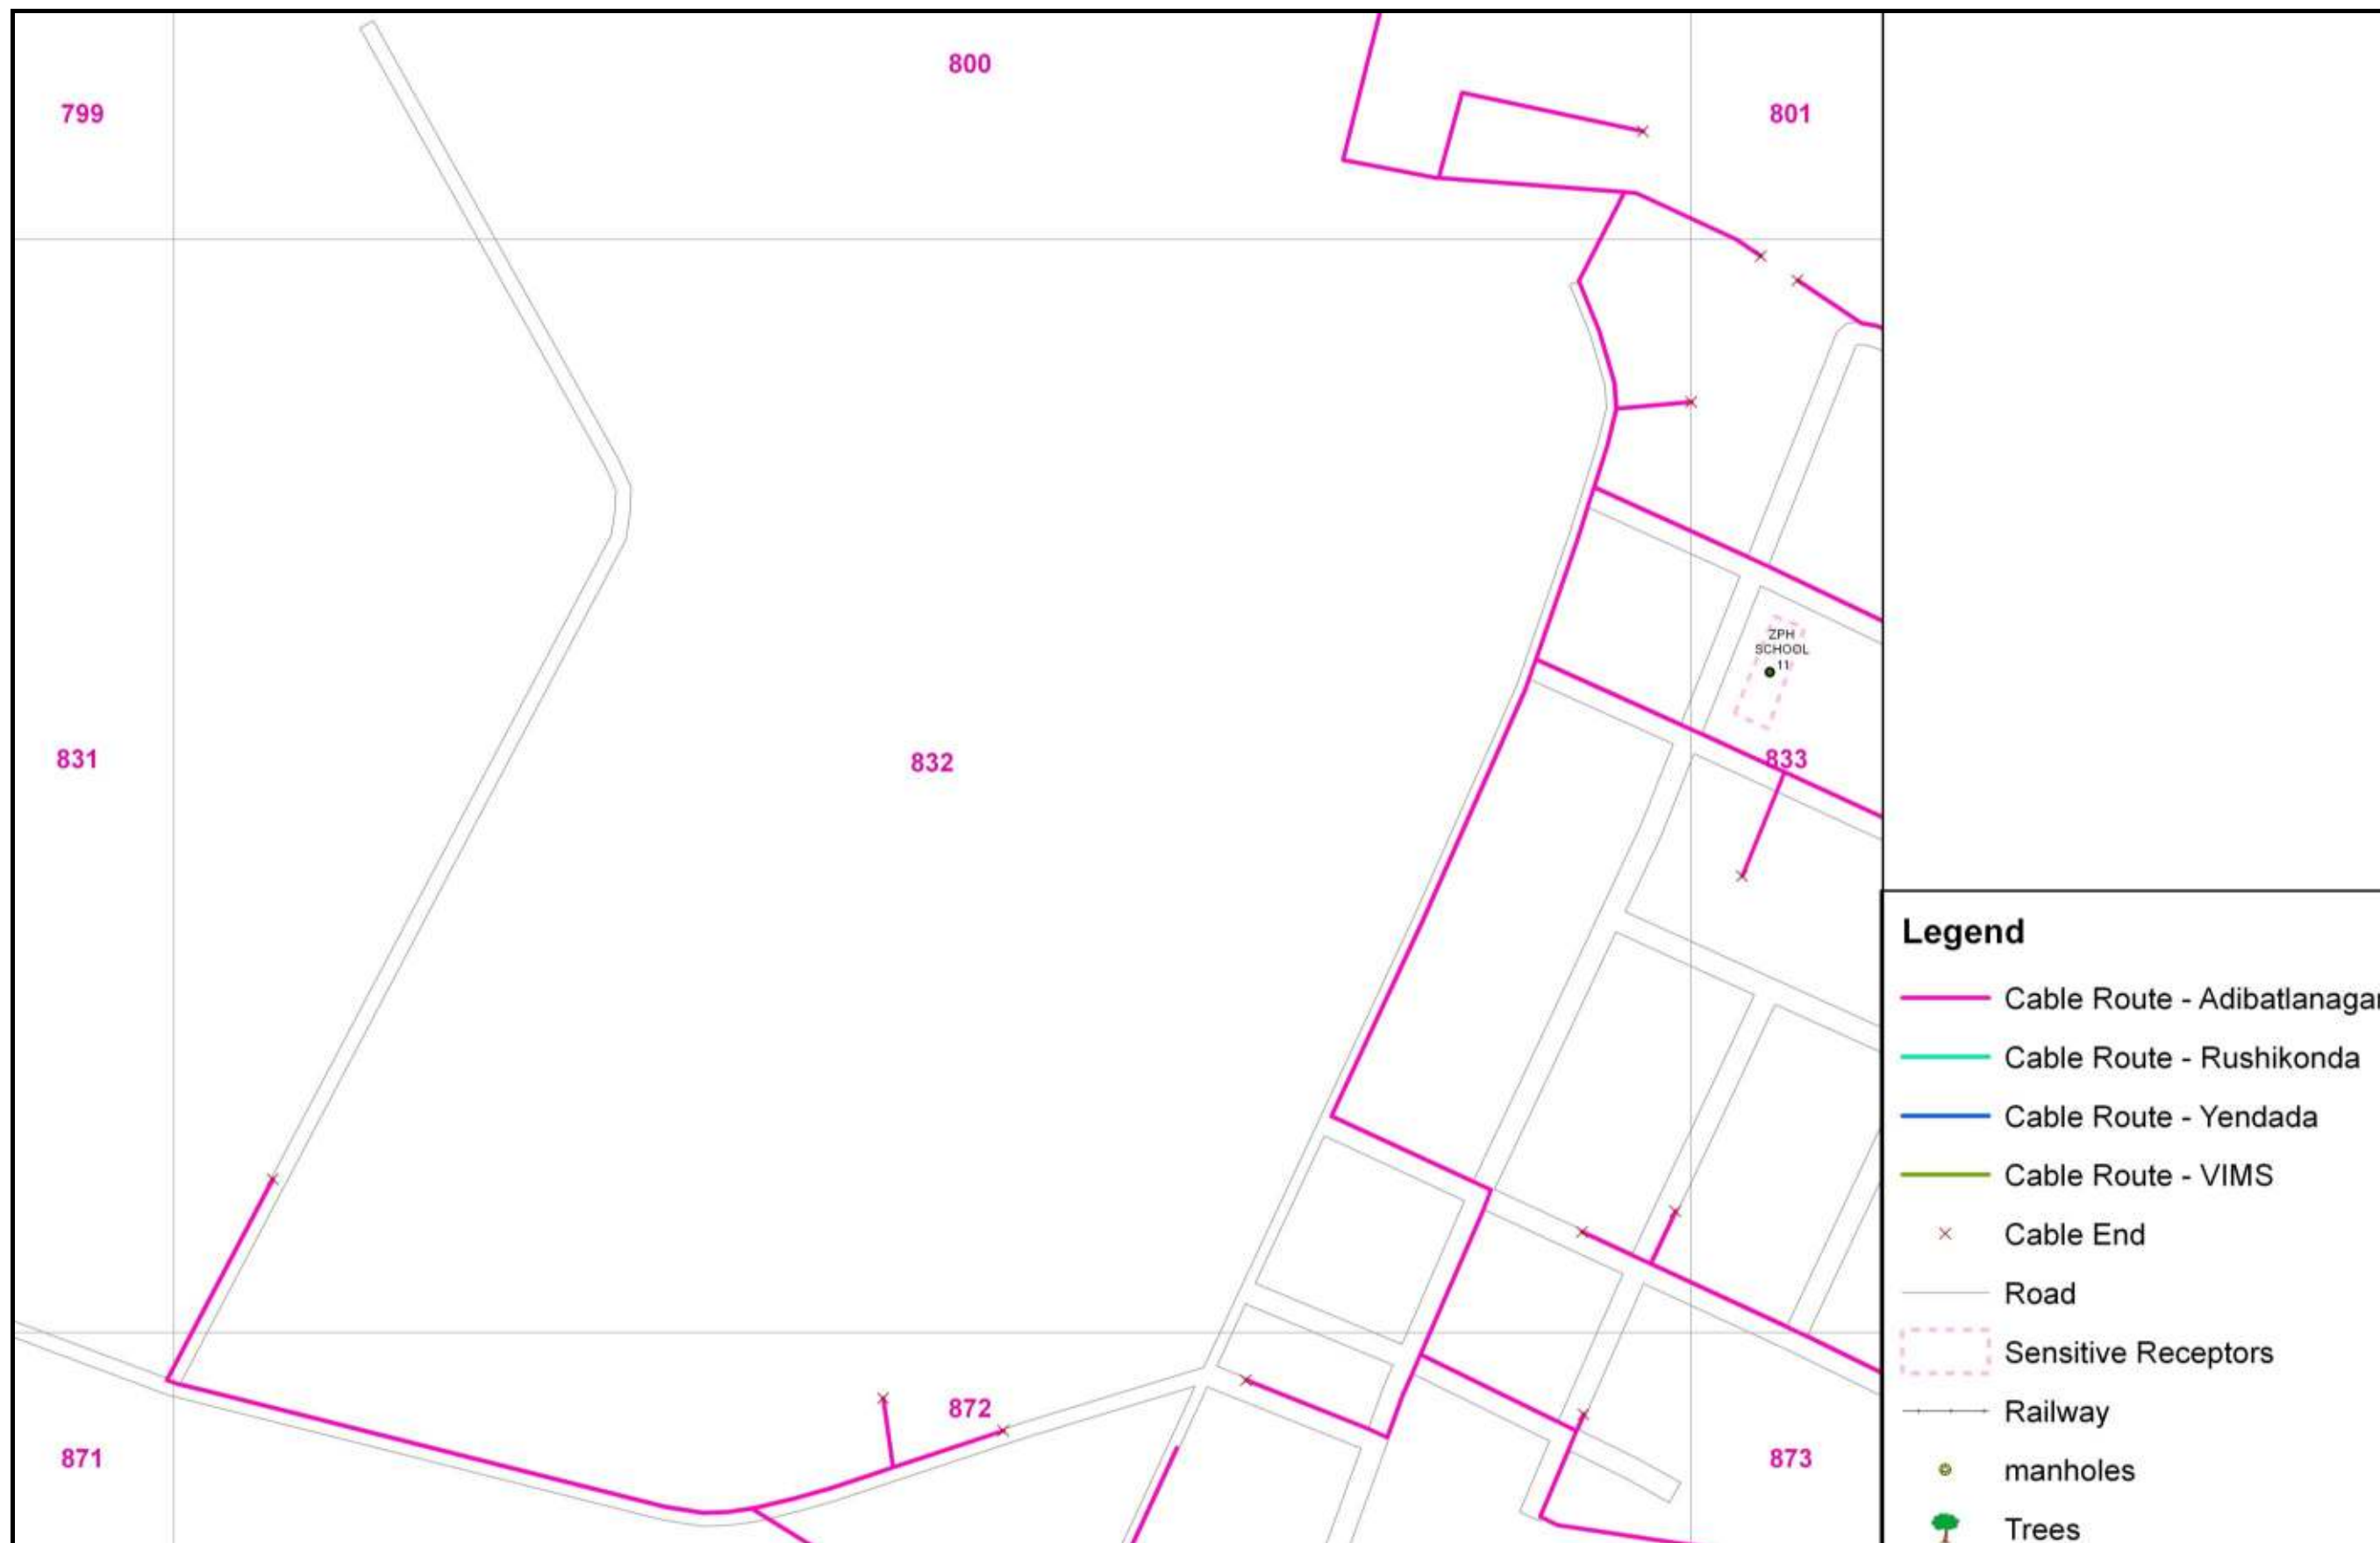 800
799
801
ZPH
SCHOOL
11
831
832
833
872
871
873
Legend
Cable Route - Adibatlanagar
Cable Route - Rushikonda
Cable Route - Yendada
Cable Route - VIMS
Cable End
Road
Sensitive Receptors
Railway
manholes
Trees